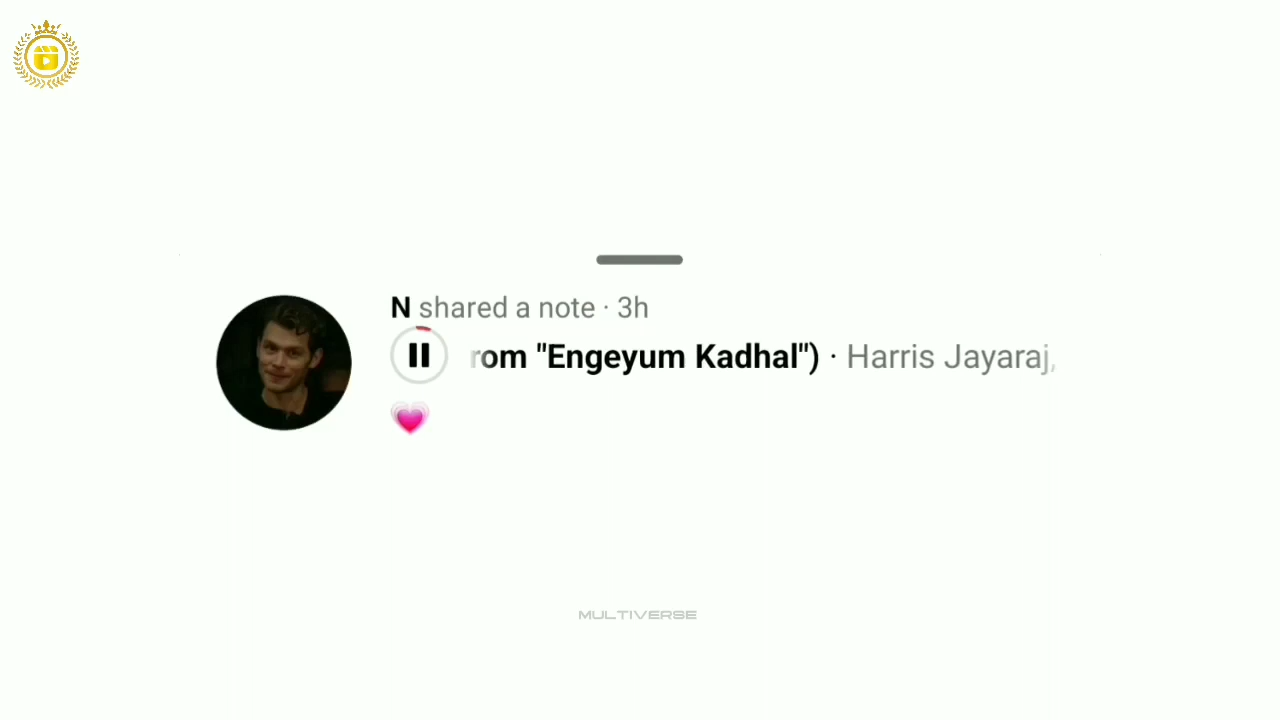 N shared a note · 3h
rom "Engeyum Kadhal") · Harris Jayaraj,
MULTIVERSE